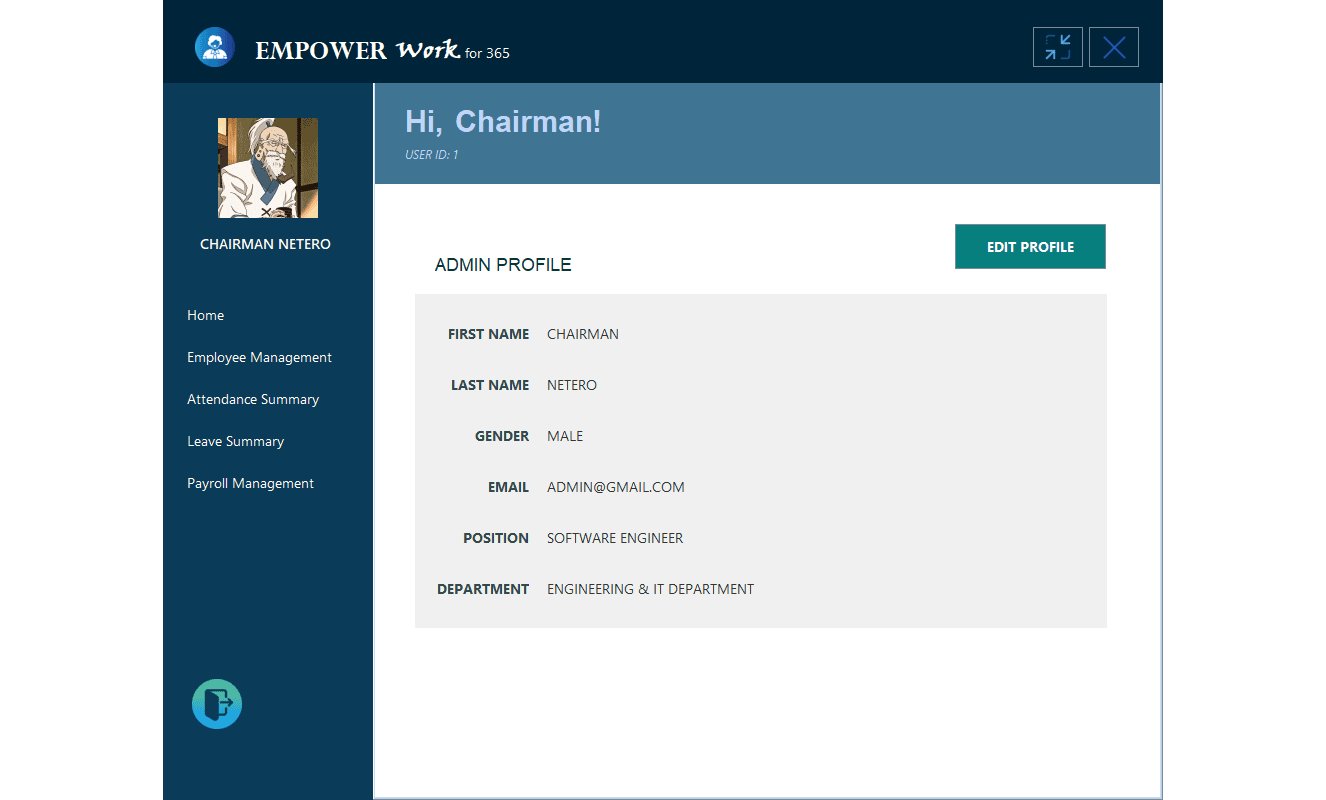 EMPOWER Work for 365
Hi, Chairman!
USER ID: 1
CHAIRMAN NETERO
Home
Employee Management
Attendance Summary
Leave Summary
Payroll Management
EDIT PROFILE
ADMIN PROFILE
FIRST NAME CHAIRMAN
LAST NAME NETERO
GENDER MALE
EMAIL ADMIN@GMAIL.COM
POSITION SOFTWARE ENGINEER
DEPARTMENT ENGINEERING & IT DEPARTMENT